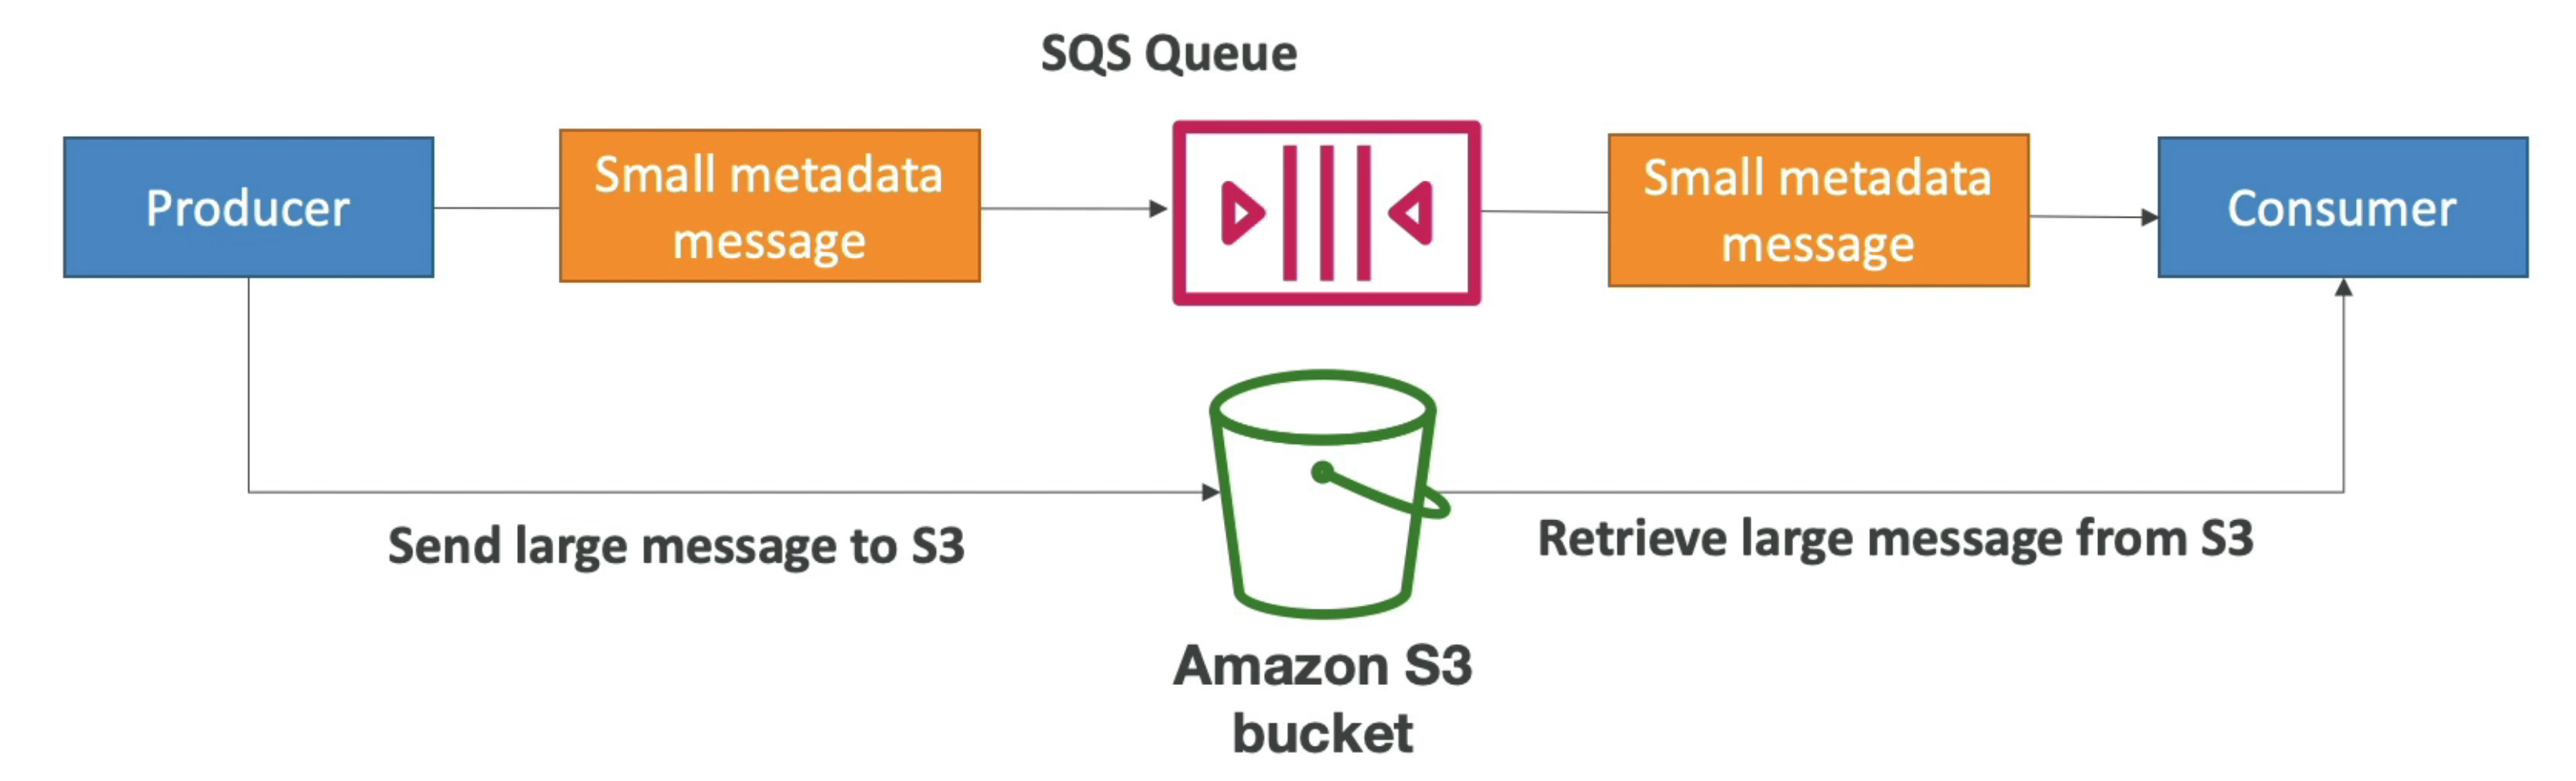 SQS Queue
Producer
Small metadata
message
Small metadata
message
Consumer
Send large message to S3
Retrieve large message from S3
Amazon S3
bucket